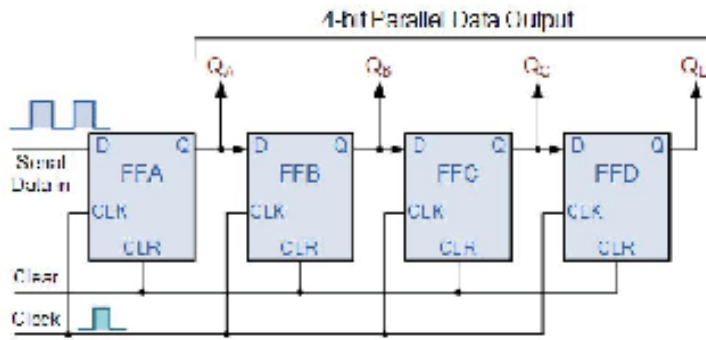 4-bit Parallel Data Output
QA QB QC QD
Serial
Data in
D Q D Q D Q D Q
FFA FFB FFC FFD
CLK CLK CLK CLK
CLR CLR CLR CLR
Clear
Clock